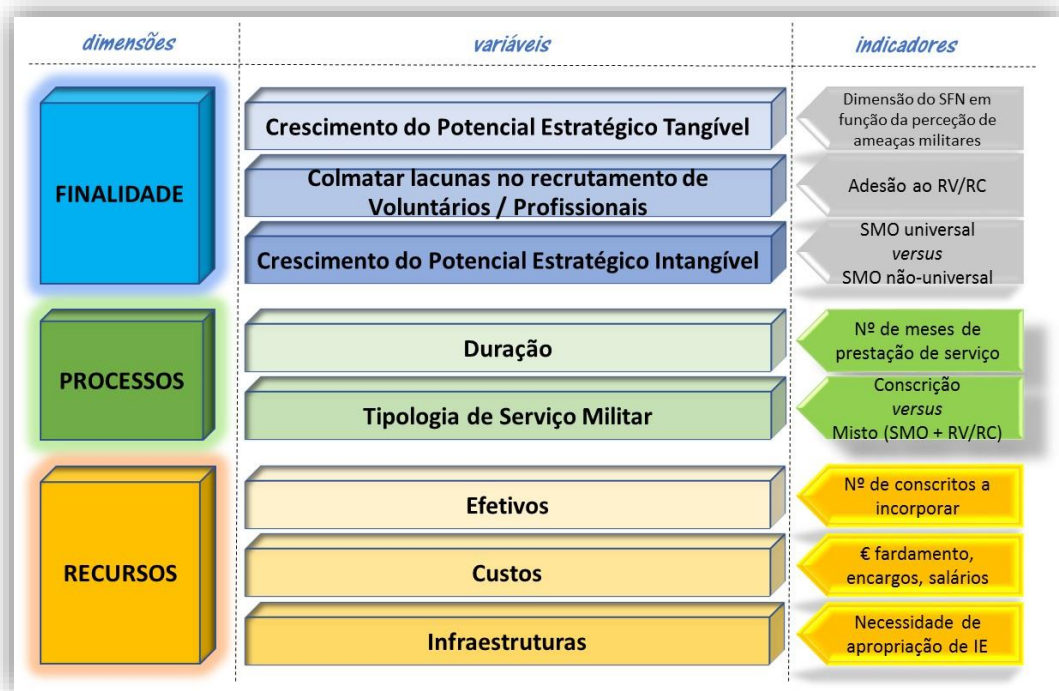 dimensões
variáveis
indicadores
FINALIDADE
Crescimento do Potencial Estratégico Tangível
Dimensão do SFN em
função da perceção de
ameaças militares
Colmatar lacunas no recrutamento de
Voluntários / Profissionais
Adesão ao RV/RC
Crescimento do Potencial Estratégico Intangível
SMO universal
versus
SMO não-universal
PROCESSOS
Duração
Nº de meses de
prestação de serviço
Tipologia de Serviço Militar
Conscrição
versus
Misto (SMO + RV/RC)
RECURSOS
Efetivos
Nº de conscritos a
incorporar
Custos
€ fardamento,
encargos, salários
Infraestruturas
Necessidade de
apropriação de IE